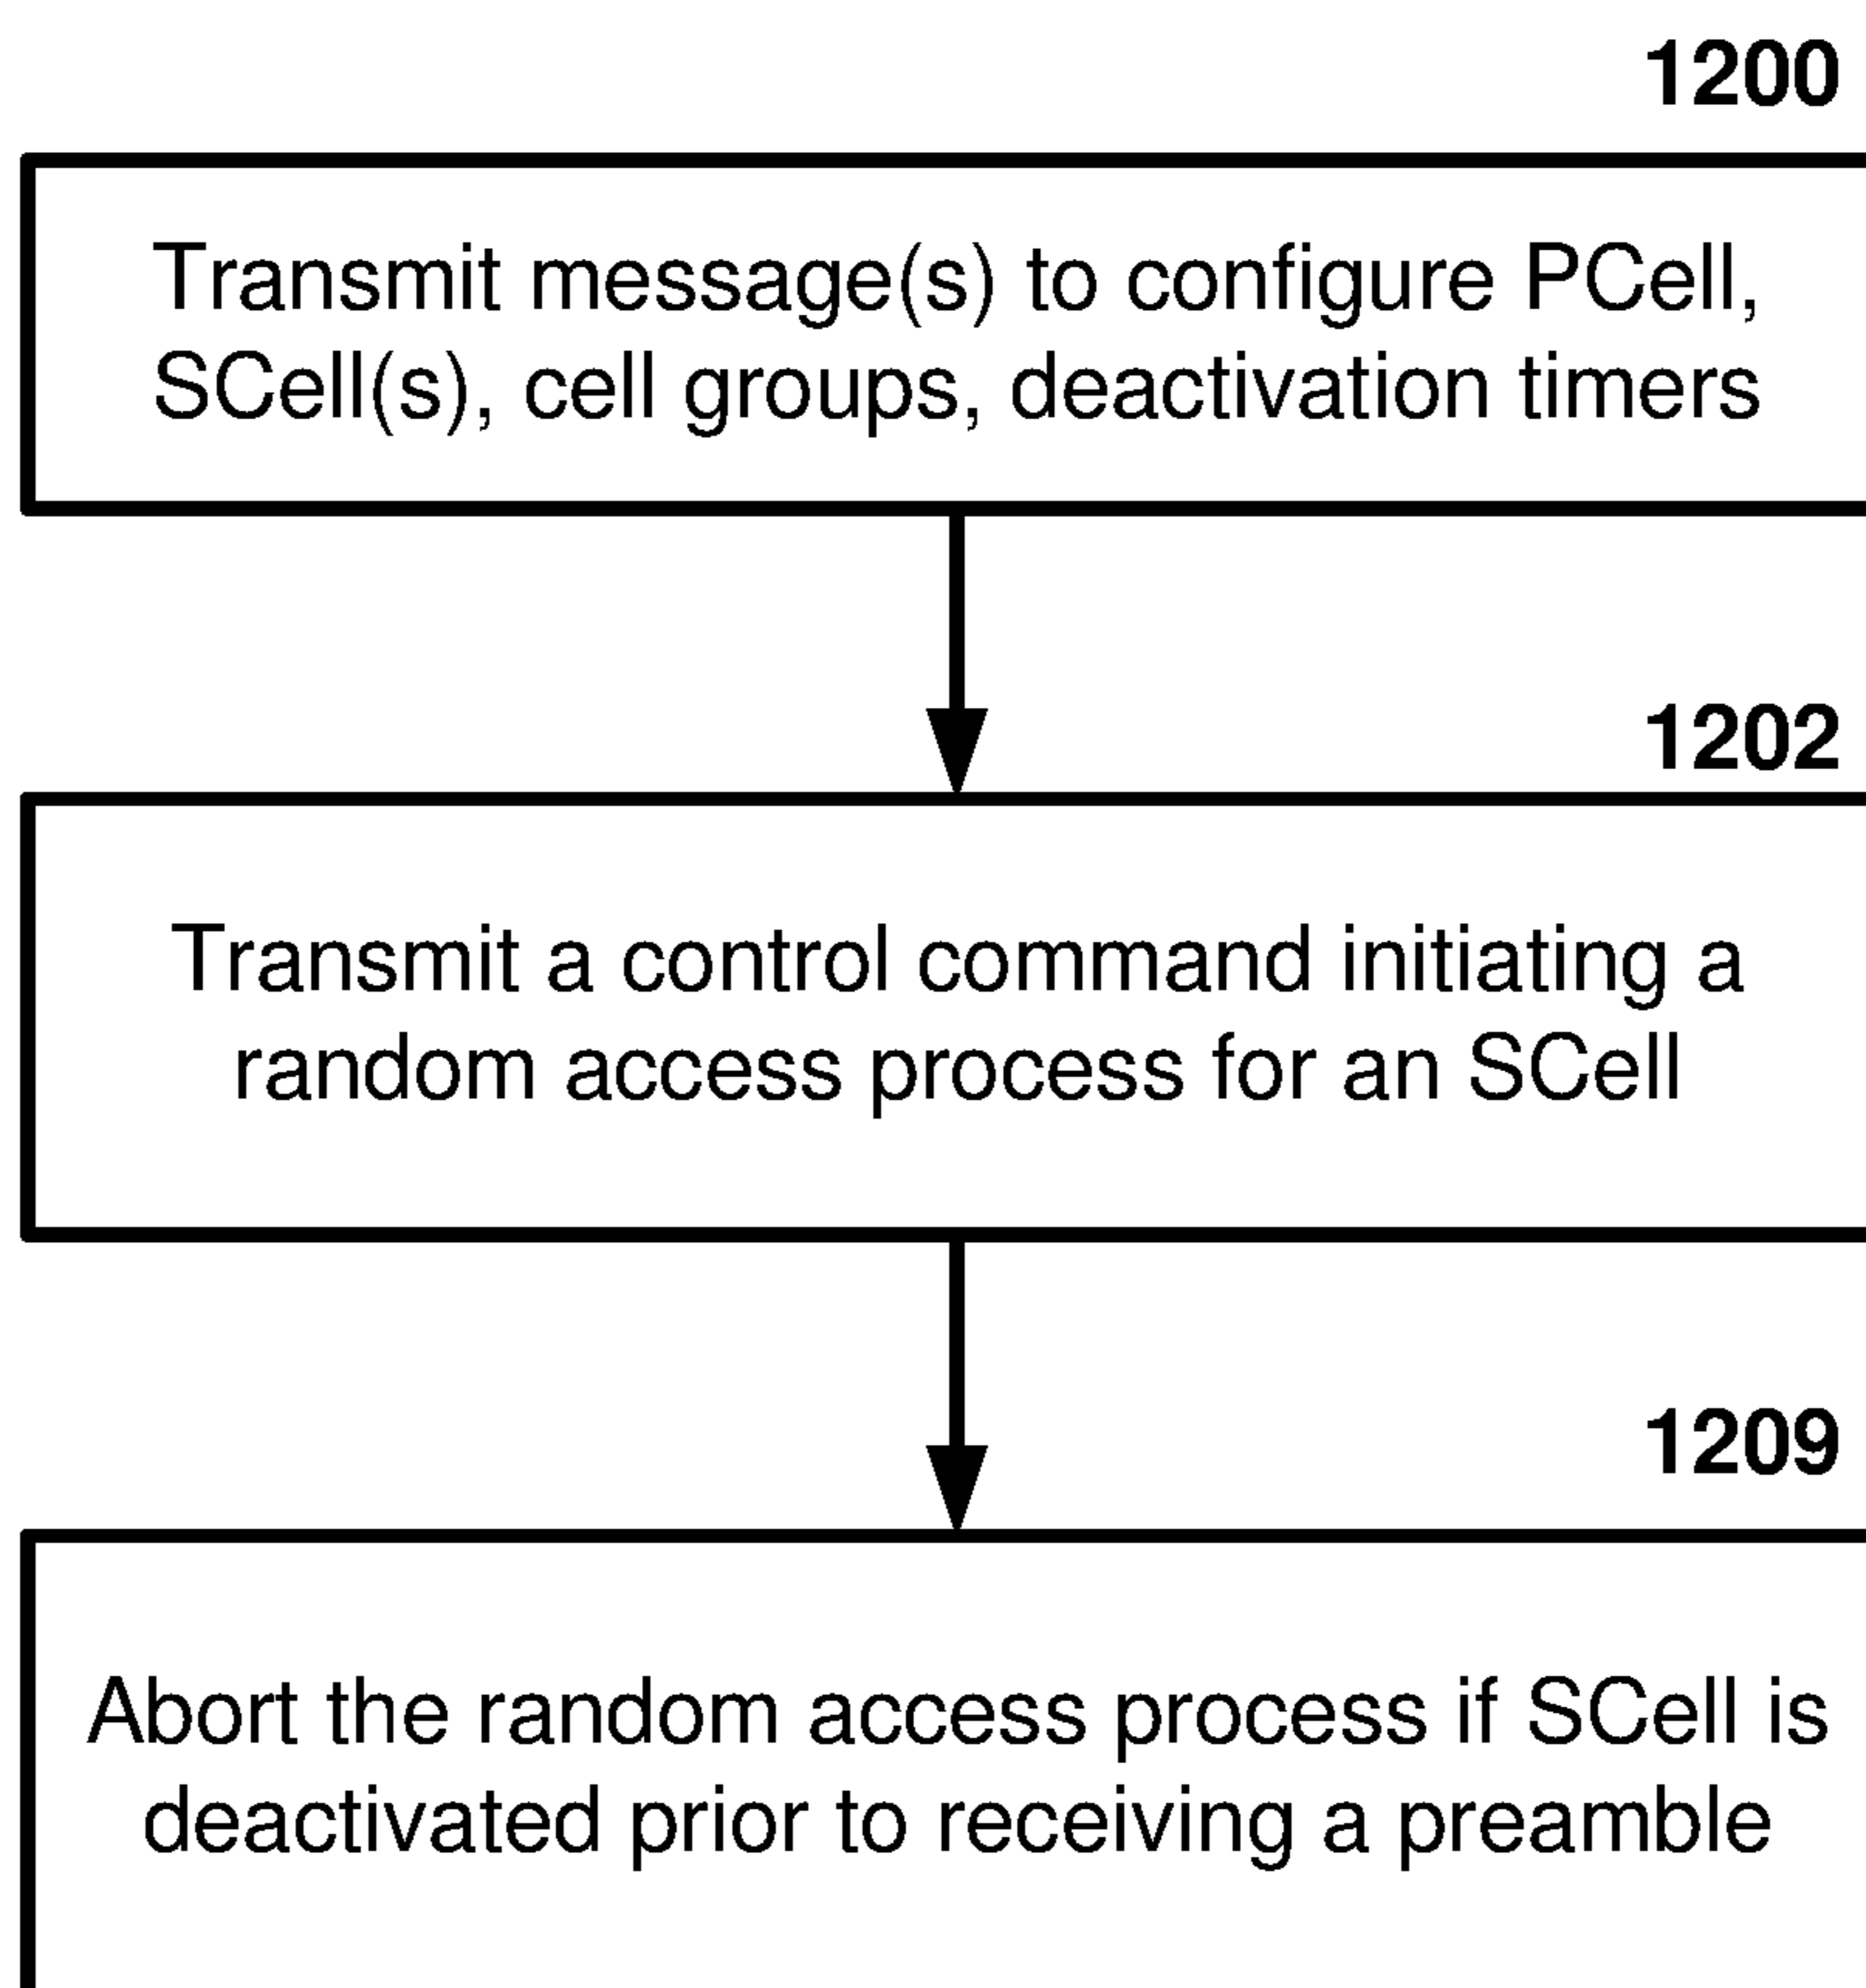 1200
Transmit message(s) to configure PCell,
SCell(s), cell groups, deactivation timers
1202
Transmit a control command initiating a
random access process for an SCell
1209
Abort the random access process if SCell is
deactivated prior to receiving a preamble